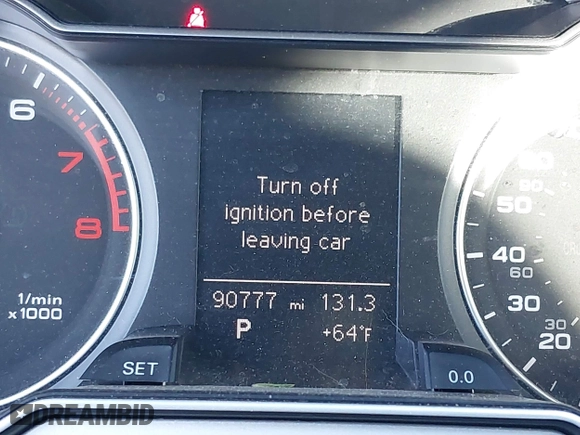 6
7
8
1/min
x1000
Turn off
ignition before
leaving car
90777 mi 131.3
P +64°F
SET
0.0
50
40
60
30
30
20
DREAMBID